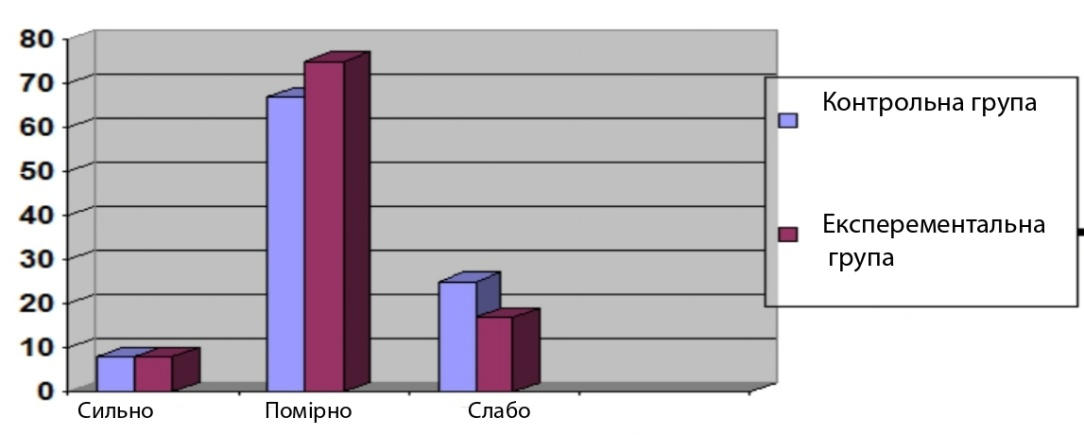 80
70
60
50
40
30
20
10
0
Сильно Помірно Слабо
Контрольна група
Експерементальна
група